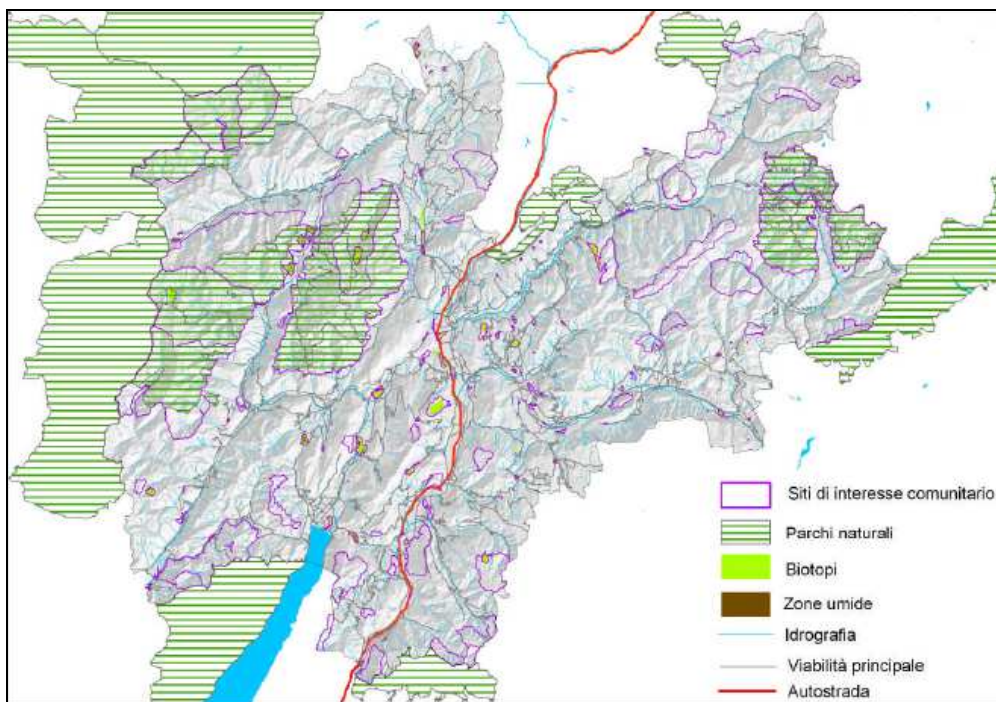 Siti di interesse comunitario
Parchi naturali
Biotopi
Zone umide
Idrografia
Viabilità principale
Autostrada